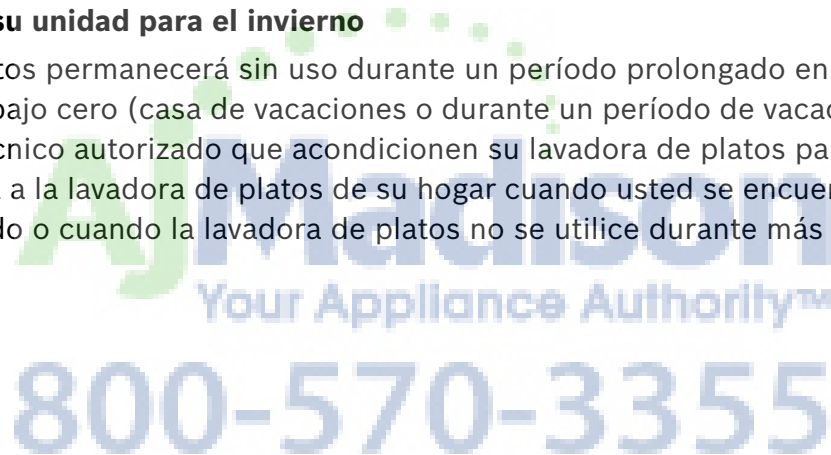 su unidad para el invierno
tos permanecerá sin uso durante un período prolongado en
bajo cero (casa de vacaciones o durante un período de vacac
cnico autorizado que acondicionen su lavadora de platos pa
a la lavadora de platos de su hogar cuando usted se encuen
do o cuando la lavadora de platos no se utilice durante más
AJMadison
Your Appliance Authority™
800-570-3355